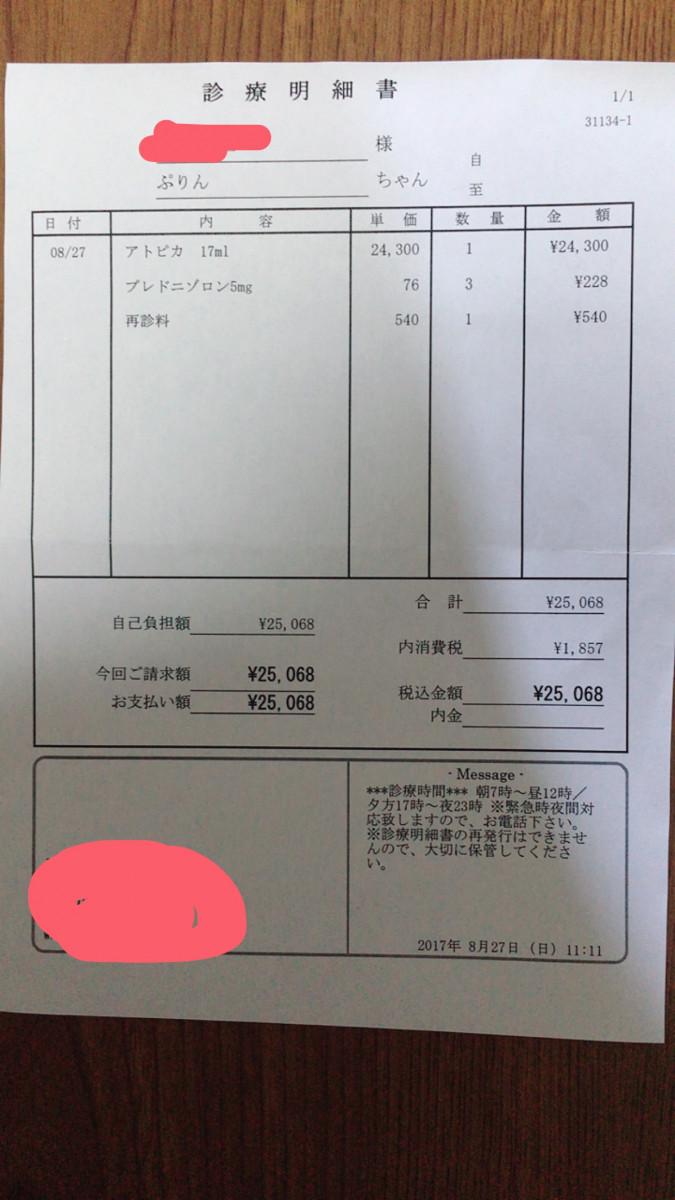 診療明細書
1/1
31134-1
様
自
ぷりん ちゃん
至
日付 内容 単価 数量 金額
08/27 アトピカ 17ml 24,300 1 ¥24,300
プレドニゾロン5mg 76 3 ¥228
再診料 540 1 ¥540
合計 ¥25,068
自己負担額 ¥25,068
内消費税 ¥1,857
今回ご請求額 ¥25,068
税込金額 ¥25,068
お支払い額 ¥25,068
内金
- Message -
***診療時間*** 朝7時～昼12時／
夕方17時～夜23時 ※緊急時夜間対
応致しますので、お電話下さい。
※診療明細書の再発行はできませ
んので、大切に保管してくださ
い。
2017年 8月27日 (日) 11:11